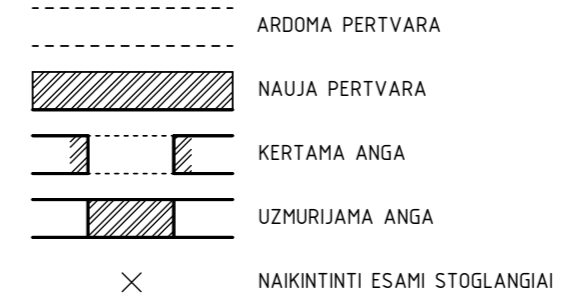 ARDOMA PERTVARA
NAUJA PERTVARA
KERTAMA ANGA
UZMURIJAMA ANGA
NAIKINTINTI ESAMI STOGLANGIAI